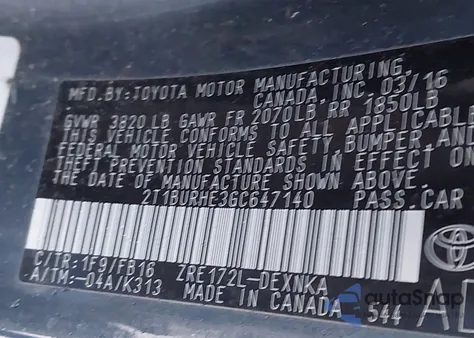 MFD.BY:TOYOTA MOTOR MANUFACTURING,
CANADA, INC. 03/16
GVWR 3820 LB GAWR FR 2070LB, RR 1850LB
THIS VEHICLE CONFORMS TO ALL APPLICABLE
FEDERAL MOTOR VEHICLE SAFETY, BUMPER, AND
THEFT PREVENTION STANDARDS IN EFFECT ON
THE DATE OF MANUFACTURE SHOWN ABOVE.
2T1BURHE3GC647140 PASS.CAR
C/TR:1F9/FB16 ZRE172L-DEXNKA
A/TM:-04A/K313 MADE IN CANADA 544
autoSnap